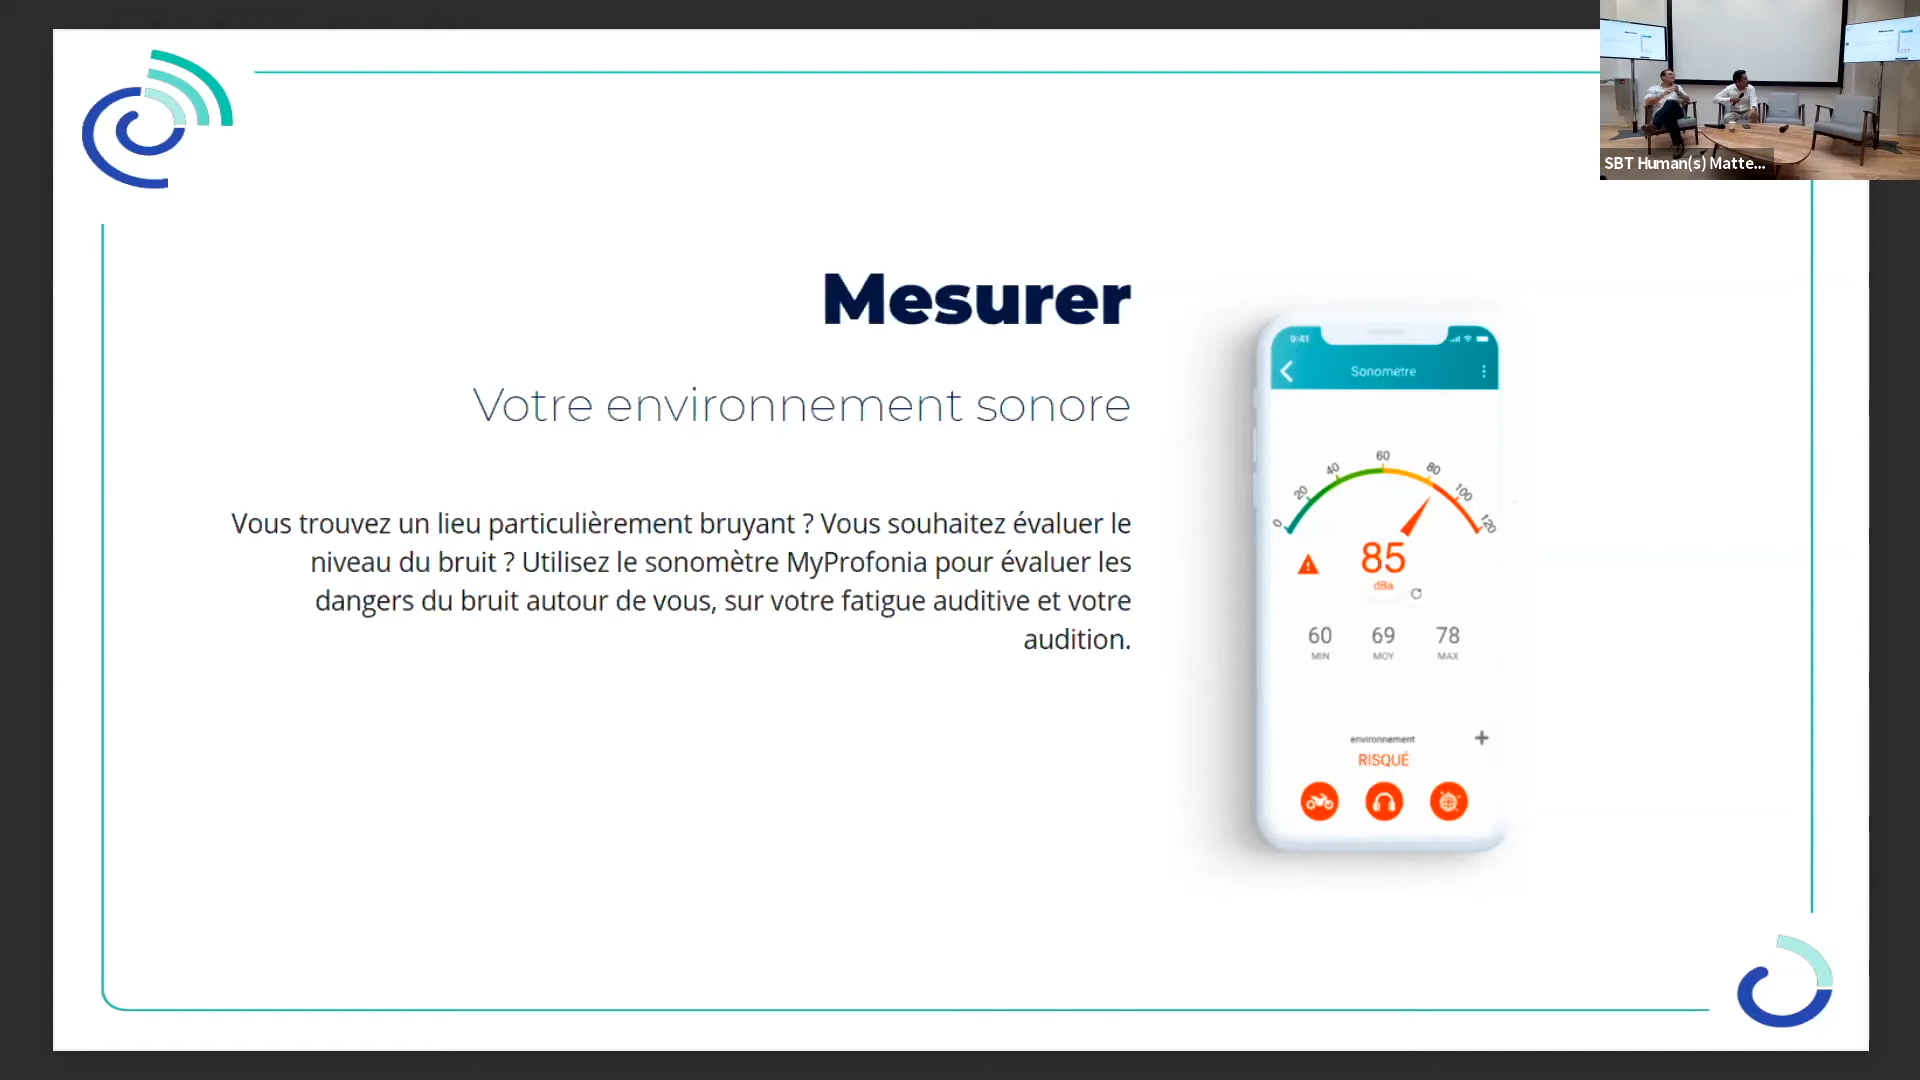 SBT Human(s) Matte...
Mesurer
Votre environnement sonore
Vous trouvez un lieu particulièrement bruyant ? Vous souhaitez évaluer le
niveau du bruit ? Utilisez le sonomètre MyProfonia pour évaluer les
dangers du bruit autour de vous, sur votre fatigue auditive et votre
audition.
9:41
Sonomètre
0 20 40 60 80 100 120
85
dBa
60 69 78
MIN MOY MAX
environnement
RISQUÉ